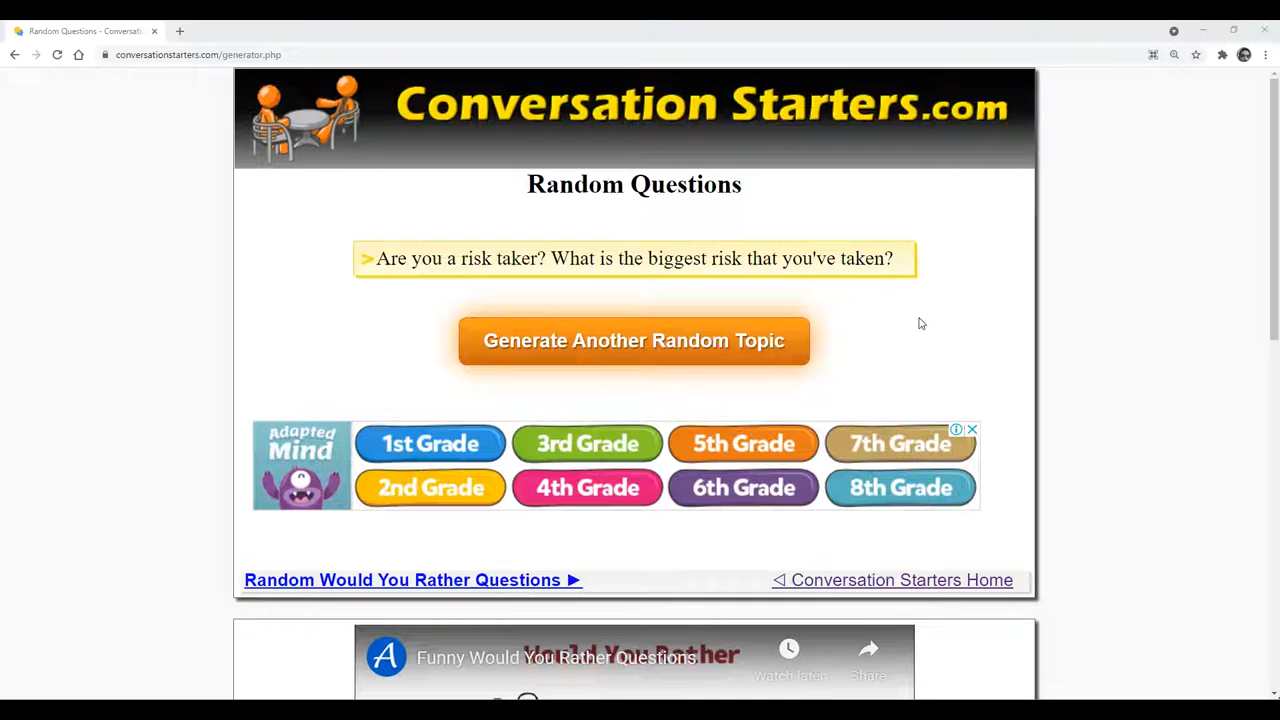 Random Questions - Conversati
conversationstarters.com/generator.php
Conversation Starters.com
Random Questions
>Are you a risk taker? What is the biggest risk that you've taken?
Generate Another Random Topic
Adapted Mind
1st Grade 3rd Grade 5th Grade 7th Grade
2nd Grade 4th Grade 6th Grade 8th Grade
Random Would You Rather Questions ► ◁ Conversation Starters Home
Would You Rather
Funny Would You Rather Questions
Watch later Share